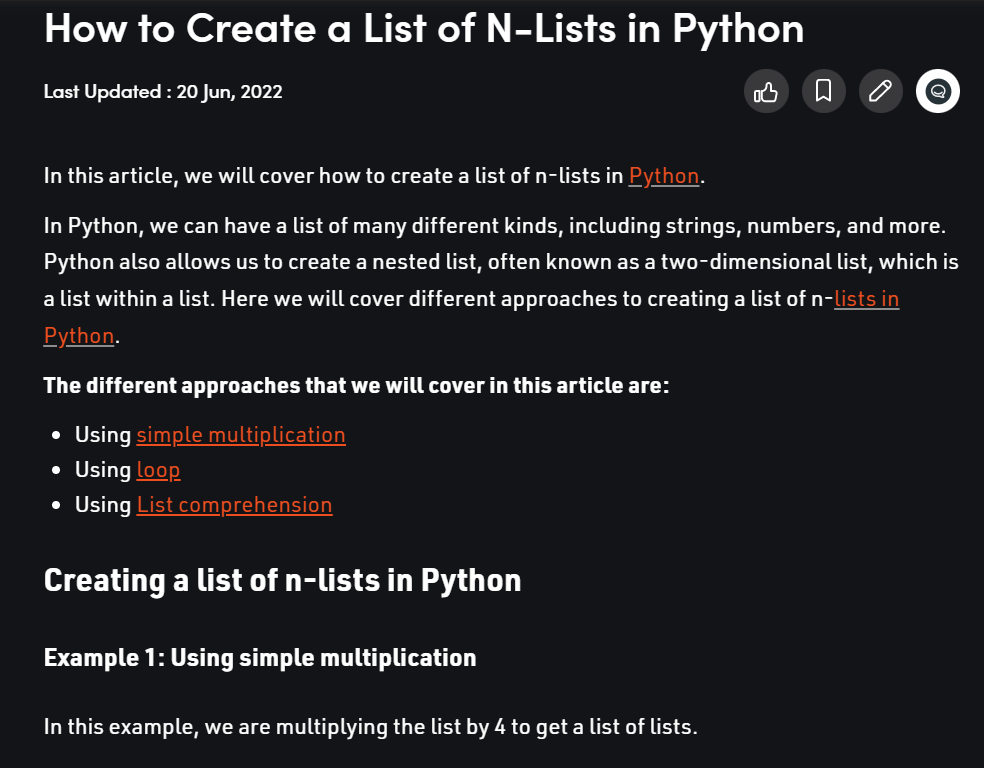 How to Create a List of N-Lists in Python
Last Updated : 20 Jun, 2022
In this article, we will cover how to create a list of n-lists in Python.
In Python, we can have a list of many different kinds, including strings, numbers, and more.
Python also allows us to create a nested list, often known as a two-dimensional list, which is
a list within a list. Here we will cover different approaches to creating a list of n-lists in
Python.
The different approaches that we will cover in this article are:
• Using simple multiplication
• Using loop
• Using List comprehension
Creating a list of n-lists in Python
Example 1: Using simple multiplication
In this example, we are multiplying the list by 4 to get a list of lists.